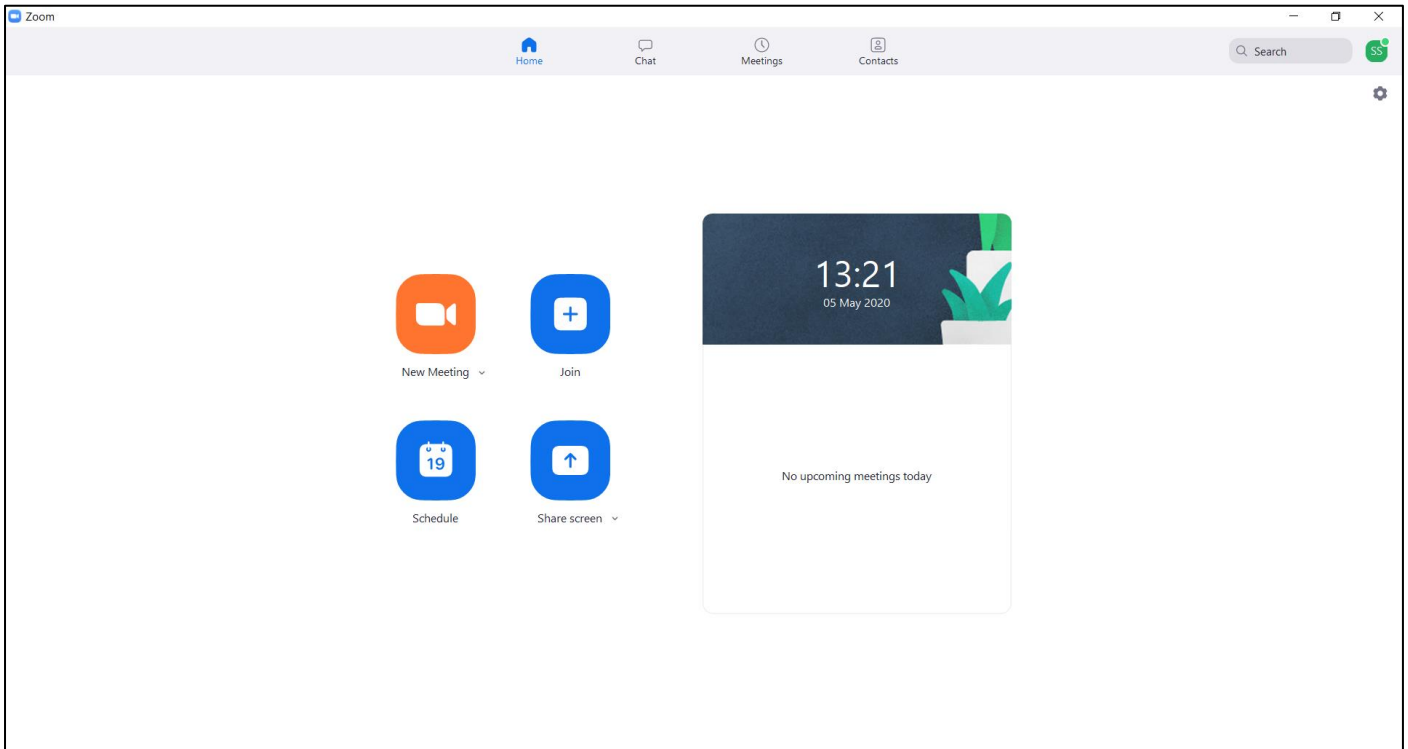 Zoom
Home
Chat
Meetings
Contacts
Search
SS
New Meeting
Join
19
Schedule
Share screen
13:21
05 May 2020
No upcoming meetings today